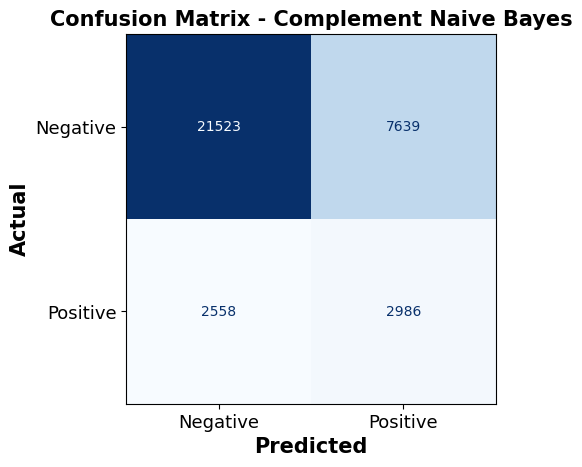 Confusion Matrix - Complement Naive Bayes
Actual
Negative
21523
7639
Positive
2558
2986
Negative
Positive
Predicted